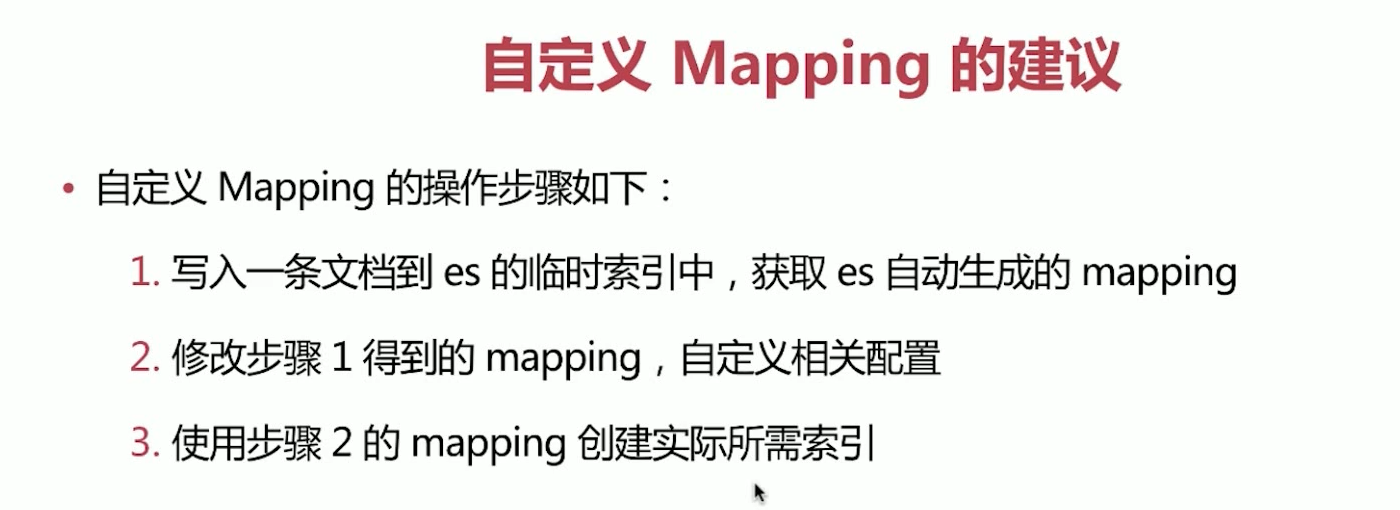 自定义 Mapping 的建议
• 自定义 Mapping 的操作步骤如下：
1. 写入一条文档到 es 的临时索引中，获取 es 自动生成的 mapping
2. 修改步骤 1 得到的 mapping，自定义相关配置
3. 使用步骤 2 的 mapping 创建实际所需索引